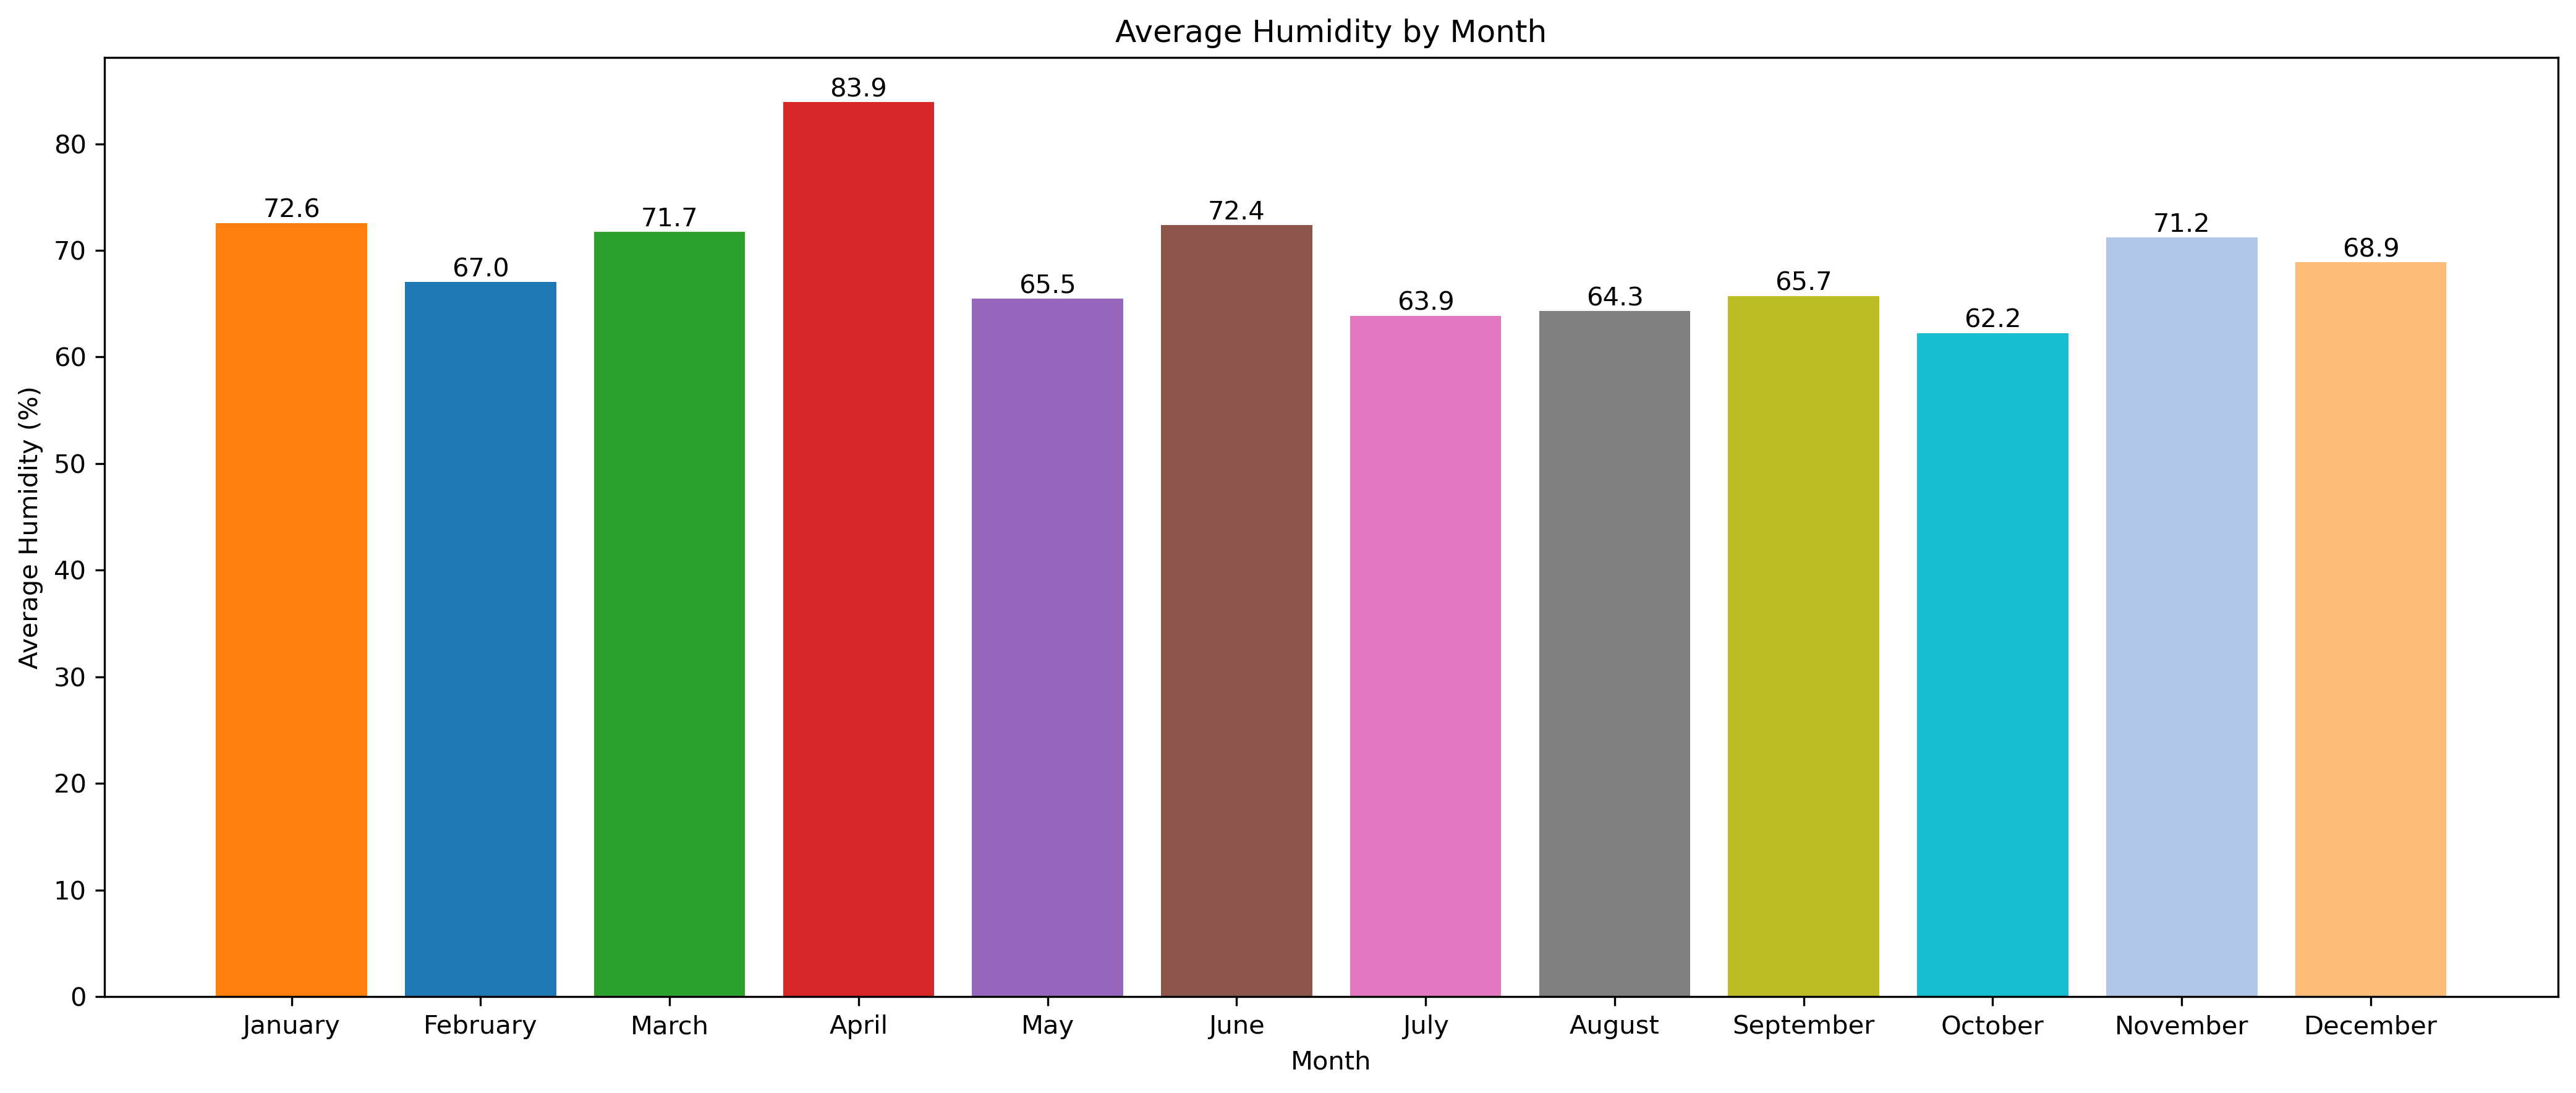 Average Humidity by Month
Average Humidity (%)
80
70
60
50
40
30
20
10
0
72.6
67.0
71.7
83.9
65.5
72.4
63.9
64.3
65.7
62.2
71.2
68.9
January
February
March
April
May
June
July
August
September
October
November
December
Month